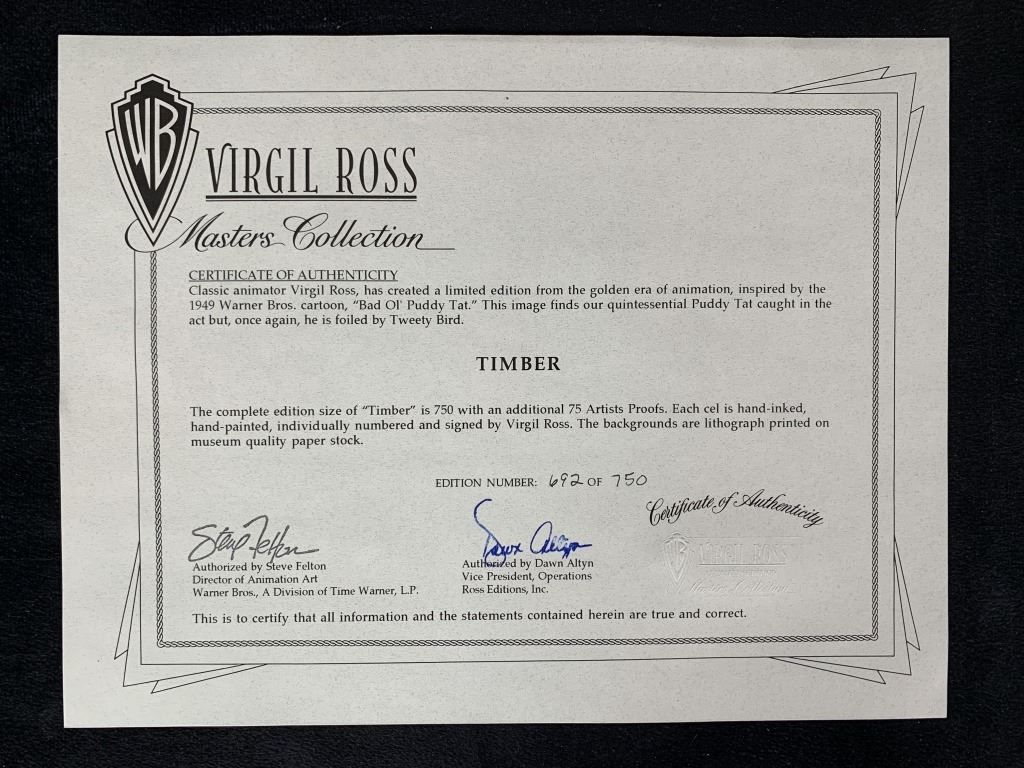 WB
VIRGIL ROSS
Masters Collection
CERTIFICATE OF AUTHENTICITY
Classic animator Virgil Ross, has created a limited edition from the golden era of animation, inspired by the
1949 Warner Bros. cartoon, “Bad Ol' Puddy Tat.” This image finds our quintessential Puddy Tat caught in the
act but, once again, he is foiled by Tweety Bird.
TIMBER
The complete edition size of “Timber” is 750 with an additional 75 Artists Proofs. Each cel is hand-inked,
hand-painted, individually numbered and signed by Virgil Ross. The backgrounds are lithograph printed on
museum quality paper stock.
EDITION NUMBER: 692 OF 750
Certificate of Authenticity
Steve Felton
Dawn Altyn
WB VIRGIL ROSS
Masters Collection
Authorized by Steve Felton
Director of Animation Art
Warner Bros., A Division of Time Warner, L.P.
Authorized by Dawn Altyn
Vice President, Operations
Ross Editions, Inc.
This is to certify that all information and the statements contained herein are true and correct.